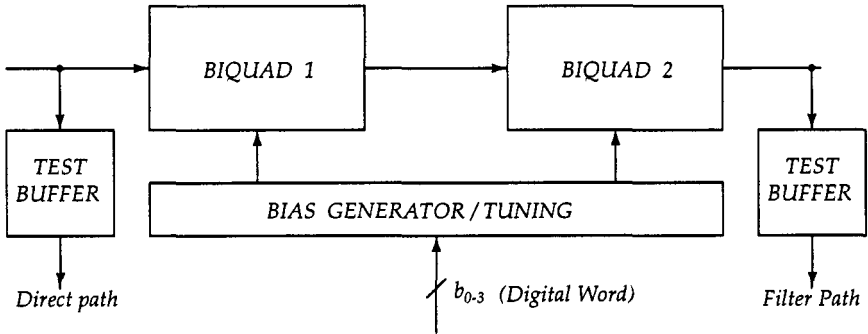 BIQUAD 1
BIQUAD 2
TEST
BUFFER
BIAS GENERATOR / TUNING
TEST
BUFFER
Direct path
b0-3 (Digital Word)
Filter Path